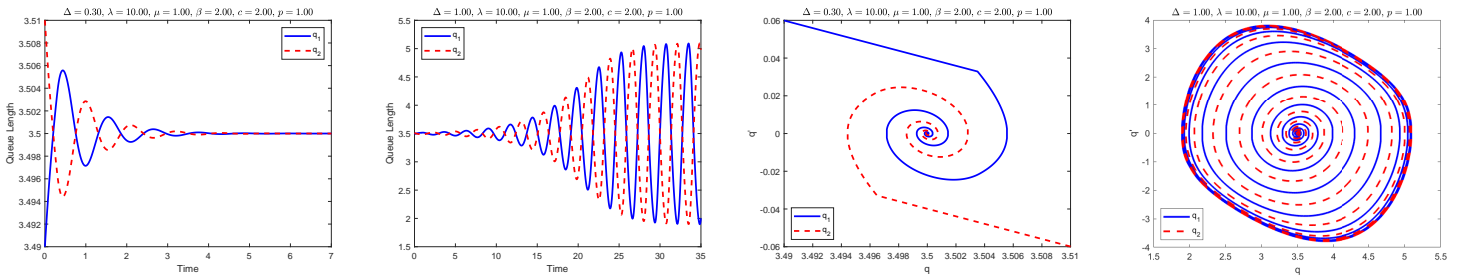 Δ = 0.30, λ = 10.00, μ = 1.00, β = 2.00, c = 2.00, p = 1.00
3.51
3.508
3.506
3.504
3.502
3.5
3.498
3.496
3.494
3.492
3.49
Queue Length
q1
q2
0 1 2 3 4 5 6 7
Time
Δ = 1.00, λ = 10.00, μ = 1.00, β = 2.00, c = 2.00, p = 1.00
5.5
5
4.5
4
3.5
3
2.5
2
1.5
Queue Length
q1
q2
0 5 10 15 20 25 30 35
Time
Δ = 0.30, λ = 10.00, μ = 1.00, β = 2.00, c = 2.00, p = 1.00
0.06
0.04
0.02
0
-0.02
-0.04
-0.06
q'
q1
q2
3.49 3.492 3.494 3.496 3.498 3.5 3.502 3.504 3.506 3.508 3.51
q
Δ = 1.00, λ = 10.00, μ = 1.00, β = 2.00, c = 2.00, p = 1.00
4
3
2
1
0
-1
-2
-3
-4
q'
q1
q2
1.5 2 2.5 3 3.5 4 4.5 5 5.5
q